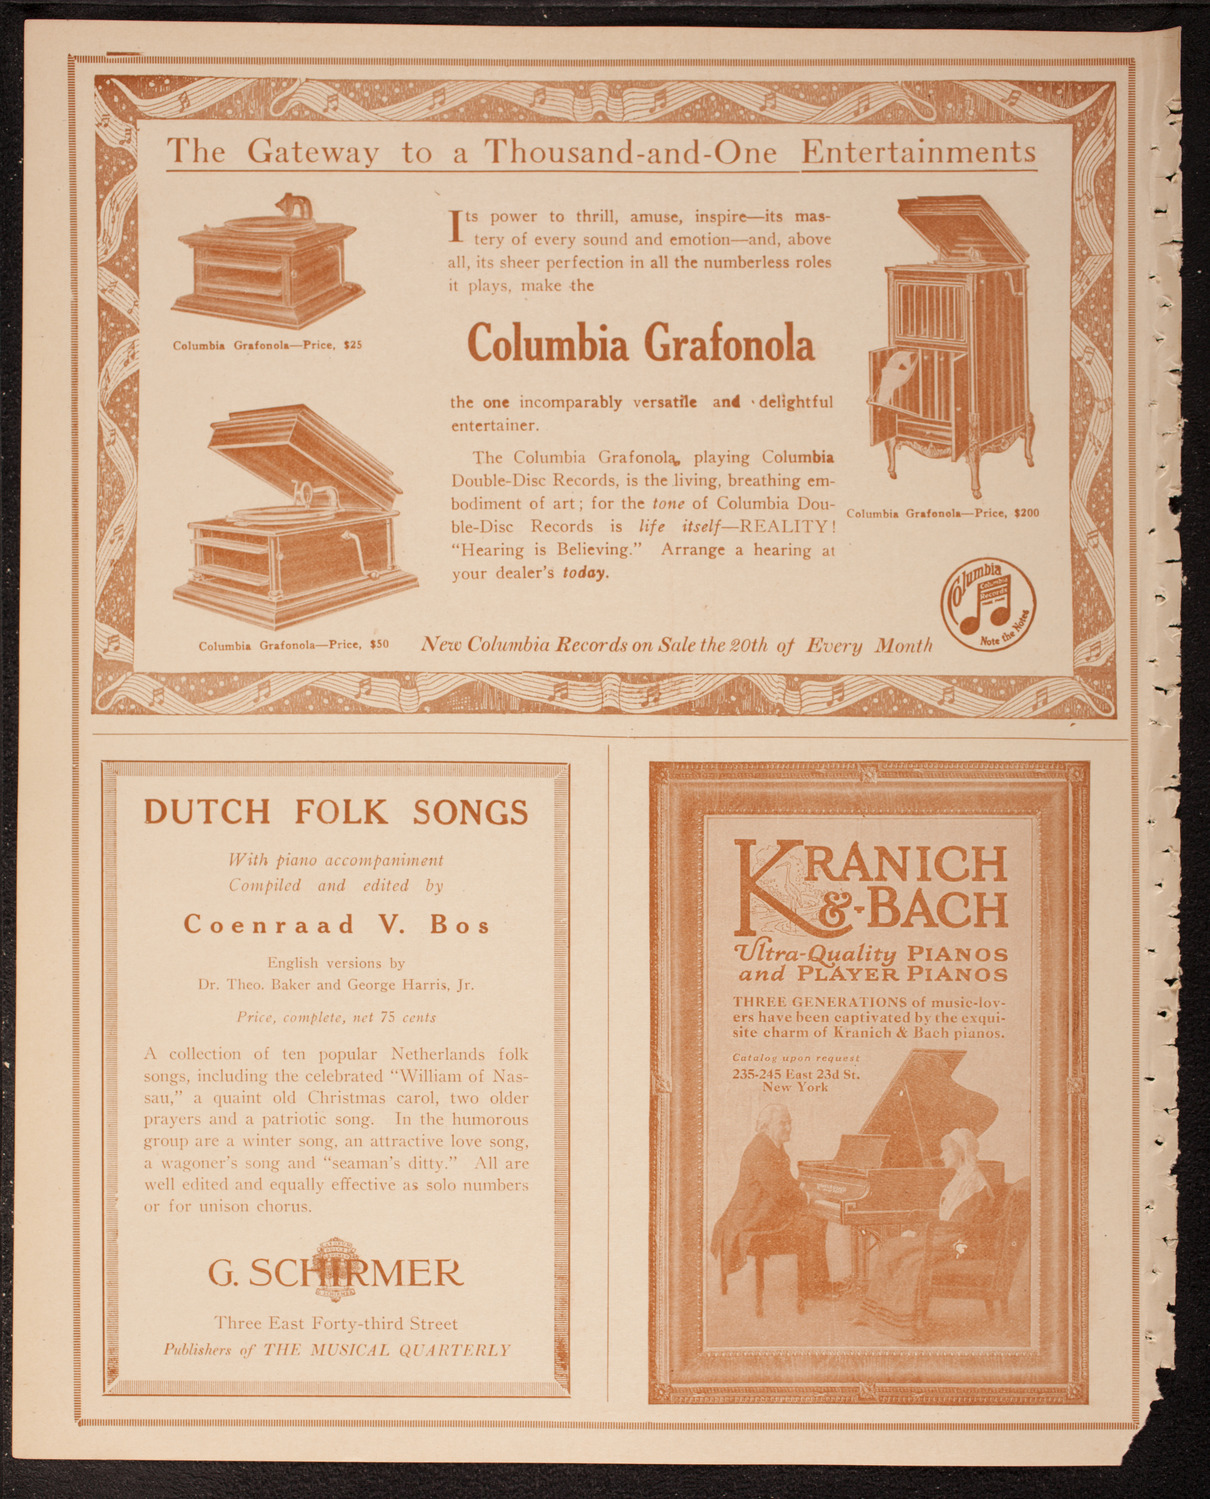 The Gateway to a Thousand-and-One Entertainments
Columbia Grafonola—Price, $25
Its power to thrill, amuse, inspire—its mas-
tery of every sound and emotion—and, above
all, its sheer perfection in all the numberless roles
it plays, make the
Columbia Grafonola
the one incomparably versatile and delightful
entertainer.
The Columbia Grafonola, playing Columbia
Double-Disc Records, is the living, breathing em-
bodiment of art; for the tone of Columbia Dou-
ble-Disc Records is life itself—REALITY!
"Hearing is Believing." Arrange a hearing at
your dealer's today.
Columbia Grafonola—Price, $200
Columbia
Columbia
Records
Note the Notes
Columbia Grafonola—Price, $50
New Columbia Records on Sale the 20th of Every Month
DUTCH FOLK SONGS
With piano accompaniment
Compiled and edited by
Coenraad V. Bos
English versions by
Dr. Theo. Baker and George Harris, Jr.
Price, complete, net 75 cents
A collection of ten popular Netherlands folk
songs, including the celebrated "William of Nas-
sau," a quaint old Christmas carol, two older
prayers and a patriotic song. In the humorous
group are a winter song, an attractive love song,
a wagoner's song and "seaman's ditty." All are
well edited and equally effective as solo numbers
or for unison chorus.
G. SCHIRMER
Three East Forty-third Street
Publishers of THE MUSICAL QUARTERLY
KRANICH
&-BACH
Ultra-Quality PIANOS
and PLAYER PIANOS
THREE GENERATIONS of music-lov-
ers have been captivated by the exqui-
site charm of Kranich & Bach pianos.
Catalog upon request
235-245 East 23d St.
New York